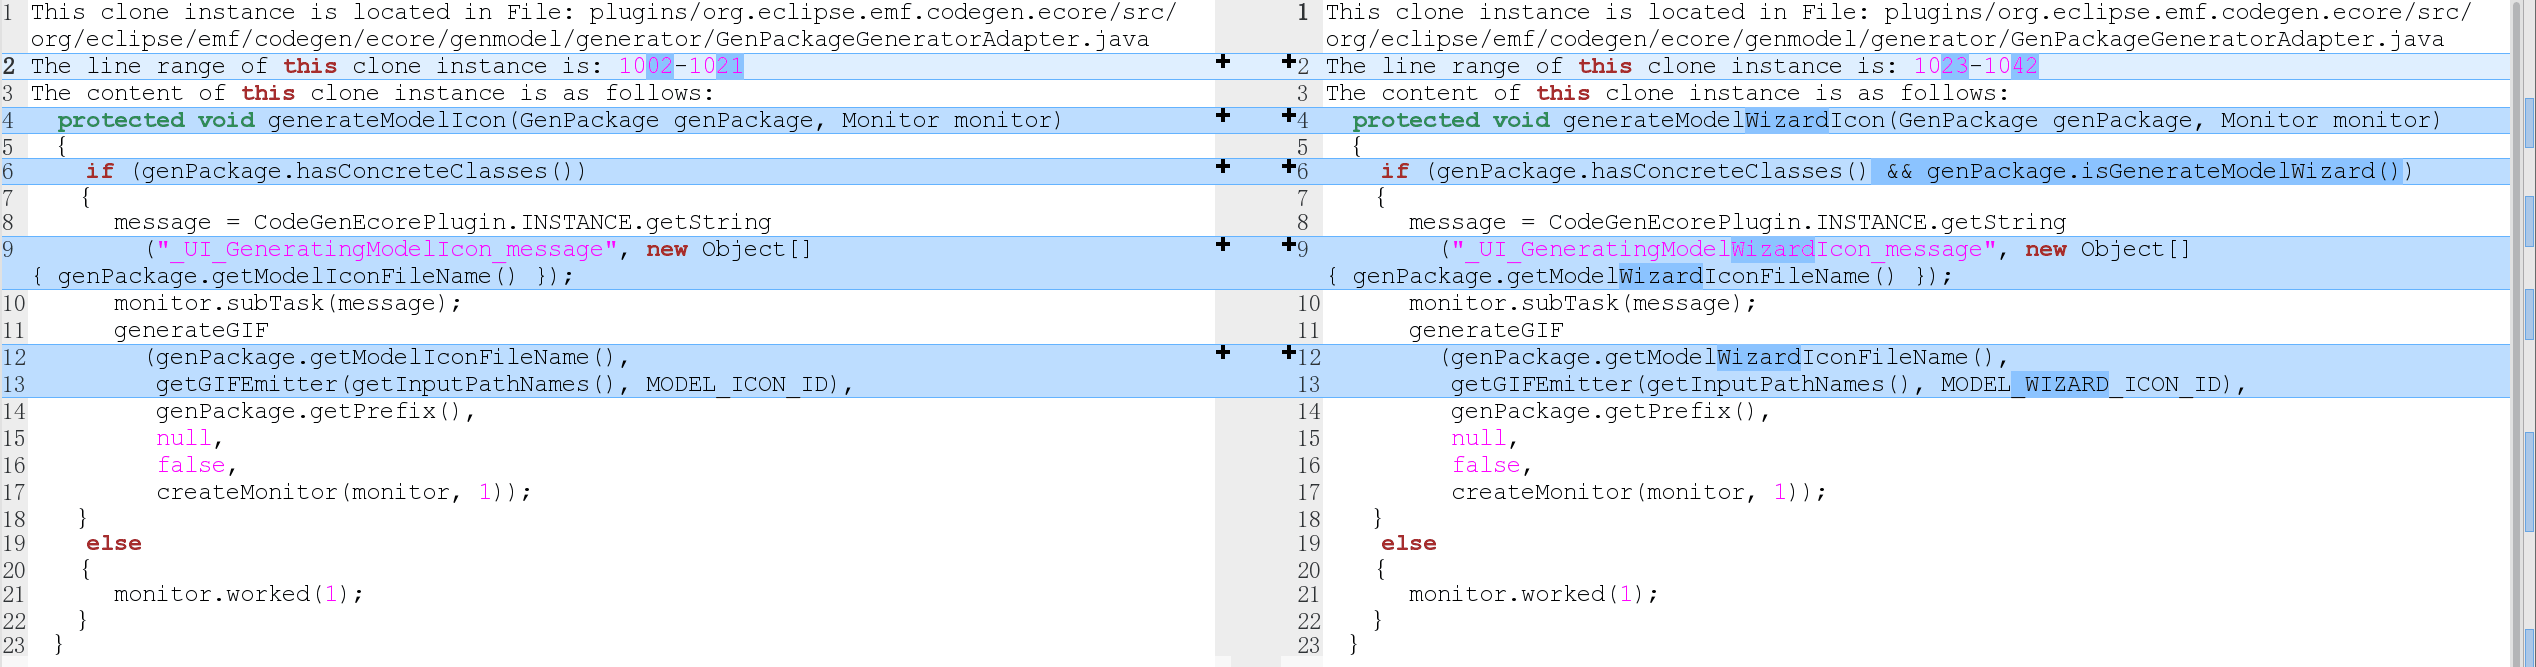 1 This clone instance is located in File: plugins/org.eclipse.emf.codegen.ecore/src/
org/eclipse/emf/codegen/ecore/genmodel/generator/GenPackageGeneratorAdapter.java
2 The line range of this clone instance is: 1002-1021
3 The content of this clone instance is as follows:
4 protected void generateModelIcon(GenPackage genPackage, Monitor monitor)
5 {
6 if (genPackage.hasConcreteClasses())
7 {
8 message = CodeGenEcorePlugin.INSTANCE.getString
9 ("_UI_GeneratingModelIcon_message", new Object[]
{ genPackage.getModelIconFileName() });
10 monitor.subTask(message);
11 generateGIF
12 (genPackage.getModelIconFileName(),
13 getGIFEmitter(getInputPathNames(), MODEL_ICON_ID),
14 genPackage.getPrefix(),
15 null,
16 false,
17 createMonitor(monitor, 1));
18 }
19 else
20 {
21 monitor.worked(1);
22 }
23 }
1 This clone instance is located in File: plugins/org.eclipse.emf.codegen.ecore/src/
org/eclipse/emf/codegen/ecore/genmodel/generator/GenPackageGeneratorAdapter.java
2 The line range of this clone instance is: 1023-1042
3 The content of this clone instance is as follows:
4 protected void generateModelWizardIcon(GenPackage genPackage, Monitor monitor)
5 {
6 if (genPackage.hasConcreteClasses() && genPackage.isGenerateModelWizard())
7 {
8 message = CodeGenEcorePlugin.INSTANCE.getString
9 ("_UI_GeneratingModelWizardIcon_message", new Object[]
{ genPackage.getModelWizardIconFileName() });
10 monitor.subTask(message);
11 generateGIF
12 (genPackage.getModelWizardIconFileName(),
13 getGIFEmitter(getInputPathNames(), MODEL_WIZARD_ICON_ID),
14 genPackage.getPrefix(),
15 null,
16 false,
17 createMonitor(monitor, 1));
18 }
19 else
20 {
21 monitor.worked(1);
22 }
23 }